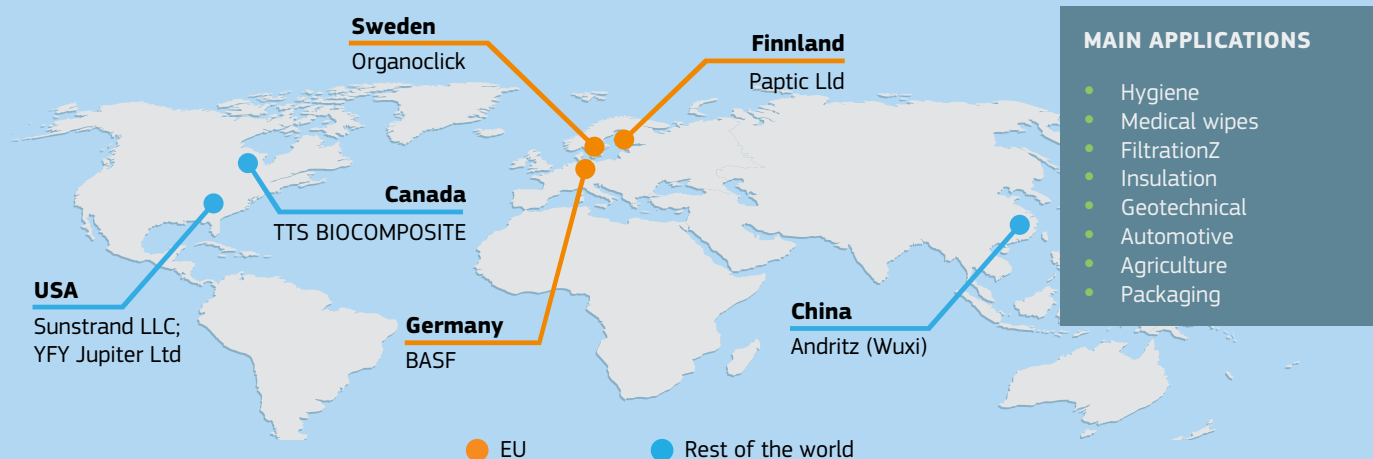 Sweden
Organoclick
Finnland
Paptic Lld
Canada
TTS BIOCOMPOSITE
USA
Sunstrand LLC;
YFY Jupiter Ltd
Germany
BASF
China
Andritz (Wuxi)
EU
Rest of the world
MAIN APPLICATIONS
• Hygiene
• Medical wipes
• FiltrationZ
• Insulation
• Geotechnical
• Automotive
• Agriculture
• Packaging